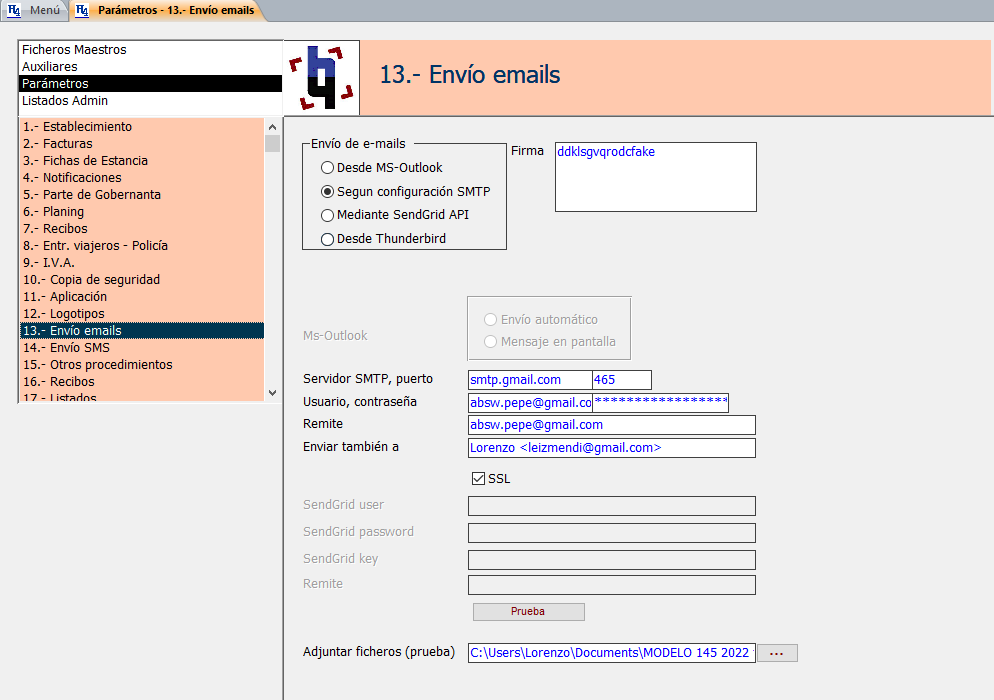 Menú
Parámetros - 13.- Envío emails
Ficheros Maestros
Auxiliares
Parámetros
Listados Admin
13.- Envío emails
1.- Establecimiento
2.- Facturas
3.- Fichas de Estancia
4.- Notificaciones
5.- Parte de Gobernanta
6.- Planing
7.- Recibos
8.- Entr. viajeros - Policía
9.- I.V.A.
10.- Copia de seguridad
11.- Aplicación
12.- Logotipos
13.- Envío emails
14.- Envío SMS
15.- Otros procedimientos
16.- Recibos
17.- Listados
Envío de e-mails
Desde MS-Outlook
Segun configuración SMTP
Mediante SendGrid API
Desde Thunderbird
Firma
ddklsgvqrodcfake
Ms-Outlook
Envío automático
Mensaje en pantalla
Servidor SMTP, puerto smtp.gmail.com 465
Usuario, contraseña absw.pepe@gmail.co *****************
Remite absw.pepe@gmail.com
Enviar también a Lorenzo <leizmendi@gmail.com>
SSL
SendGrid user
SendGrid password
SendGrid key
Remite
Prueba
Adjuntar ficheros (prueba) C:\Users\Lorenzo\Documents\MODELO 145 2022 ...